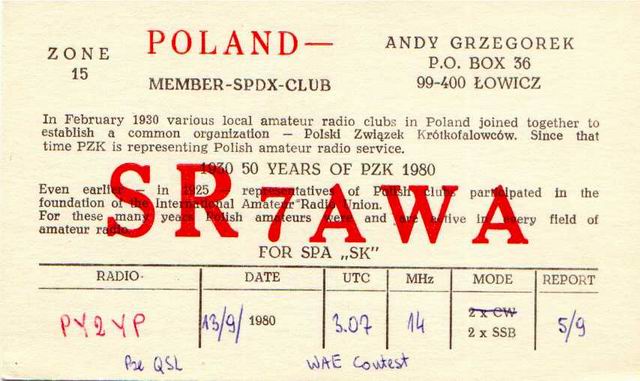 ZONE
15
POLAND—
MEMBER-SPDX-CLUB
ANDY GRZEGOREK
P.O. BOX 36
99-400 ŁOWICZ
In February 1930 various local amateur radio clubs in Poland joined together to
establish a common organization — Polski Związek Krótkofalowców. Since that
time PZK is representing Polish amateur radio service.
1930 50 YEARS OF PZK 1980
Even earlier — in 1925 representatives of Polish clubs participated in the
foundation of the International Amateur Radio Union.
For these many years Polish amateurs were and are active in every field of
amateur radio.
SR7AWA
FOR SPA „SK”
RADIO DATE UTC MHz MODE REPORT
PY2YP 13/9/ 1980 3.07 14 2 x CW 5/9
2 x SSB
Pse QSL WAE Contest